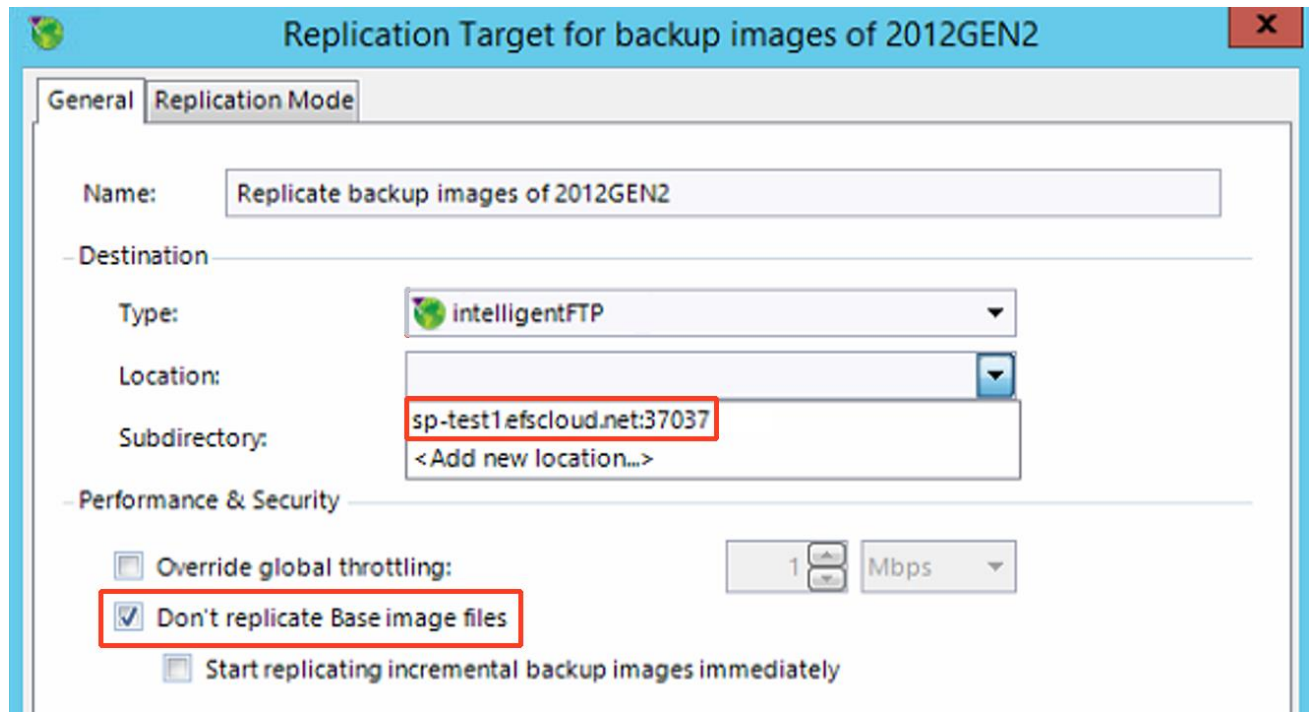 Replication Target for backup images of 2012GEN2
x
General Replication Mode
Name: Replicate backup images of 2012GEN2
Destination
Type: intelligentFTP
Location:
sp-test1.efscloud.net:37037
Subdirectory:
<Add new location...>
Performance & Security
Override global throttling: 1 Mbps
Don't replicate Base image files
Start replicating incremental backup images immediately